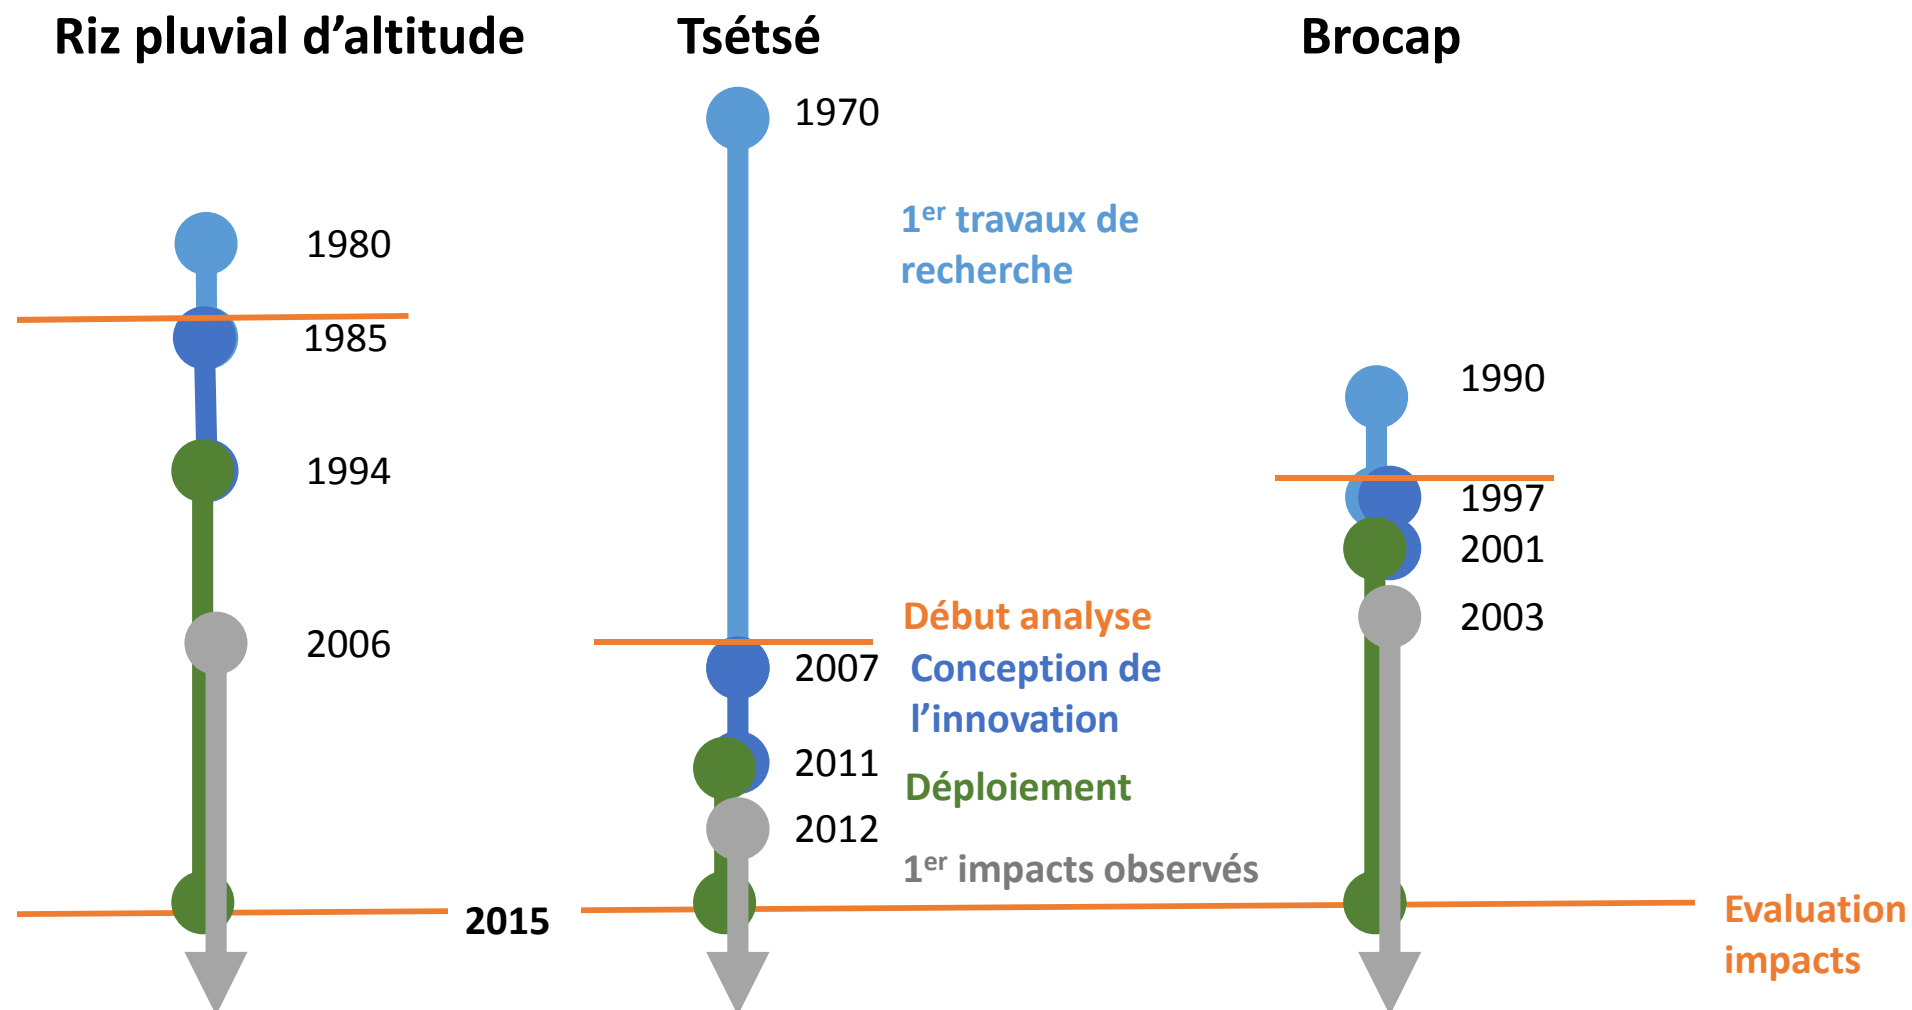 Riz pluvial d’altitude
Tsétsé
Brocap
1970
1er travaux de
recherche
1980
1985
1994
2006
1990
1997
2001
2003
Début analyse
2007
Conception de
l’innovation
2011
Déploiement
2012
1er impacts observés
2015
Evaluation
impacts